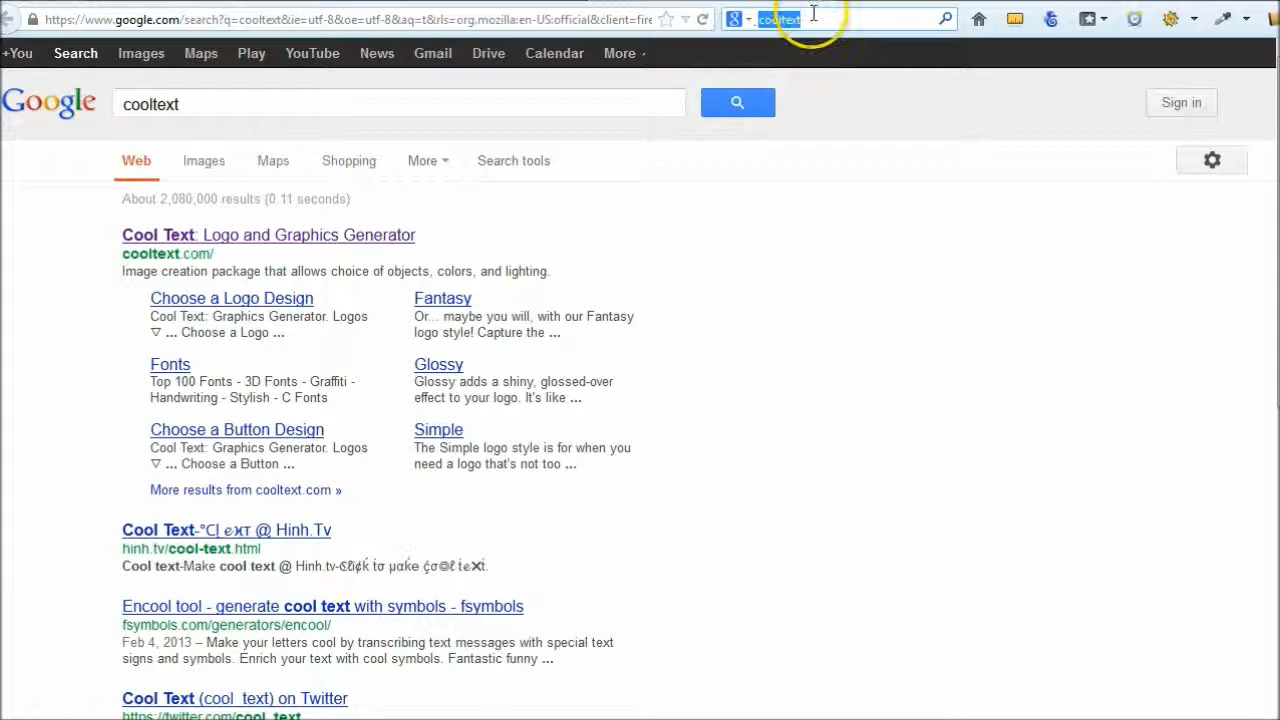 https://www.google.com/search?q=cooltext&ie=utf-8&oe=utf-8&aq=t&rls=org.mozilla:en-US:official&client=fire
cooltext
+You Search Images Maps Play YouTube News Gmail Drive Calendar More
Google cooltext Sign in
Web Images Maps Shopping More Search tools
About 2,080,000 results (0.11 seconds)
Cool Text: Logo and Graphics Generator
cooltext.com/
Image creation package that allows choice of objects, colors, and lighting.
Choose a Logo Design
Cool Text: Graphics Generator. Logos
▽ ... Choose a Logo ...
Fantasy
Or... maybe you will, with our Fantasy
logo style! Capture the ...
Fonts
Top 100 Fonts - 3D Fonts - Graffiti -
Handwriting - Stylish - C Fonts
Glossy
Glossy adds a shiny, glossed-over
effect to your logo. It's like ...
Choose a Button Design
Cool Text: Graphics Generator. Logos
▽ ... Choose a Button ...
Simple
The Simple logo style is for when you
need a logo that's not too ...
More results from cooltext.com »
Cool Text @ Hinh.Tv
hinh.tv/cool-text.html
Cool text-Make cool text @ Hinh.Tv
Encool tool - generate cool text with symbols - fsymbols
fsymbols.com/generators/encool/
Feb 4, 2013 – Make your letters cool by transcribing text messages with special text
signs and symbols. Enrich your text with cool symbols. Fantastic funny ...
Cool Text (cool_text) on Twitter
https://twitter.com/cool_text